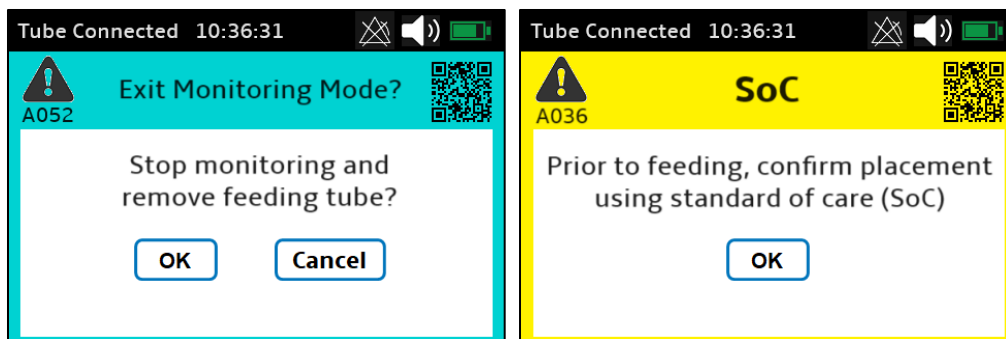 Tube Connected 10:36:31
Exit Monitoring Mode?
A052
Stop monitoring and
remove feeding tube?
OK
Cancel
Tube Connected 10:36:31
SoC
A036
Prior to feeding, confirm placement
using standard of care (SoC)
OK